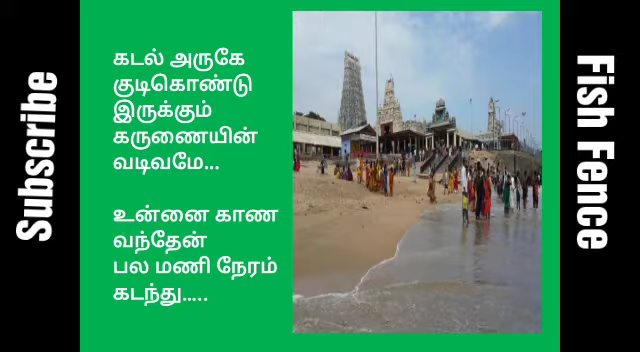 Subscribe
கடல் அருகே
குடிகொண்டு
இருக்கும்
கருணையின்
வடிவமே...
உன்னை காண
வந்தேன்
பல மணி நேரம்
கடந்து.....
Fish Fence